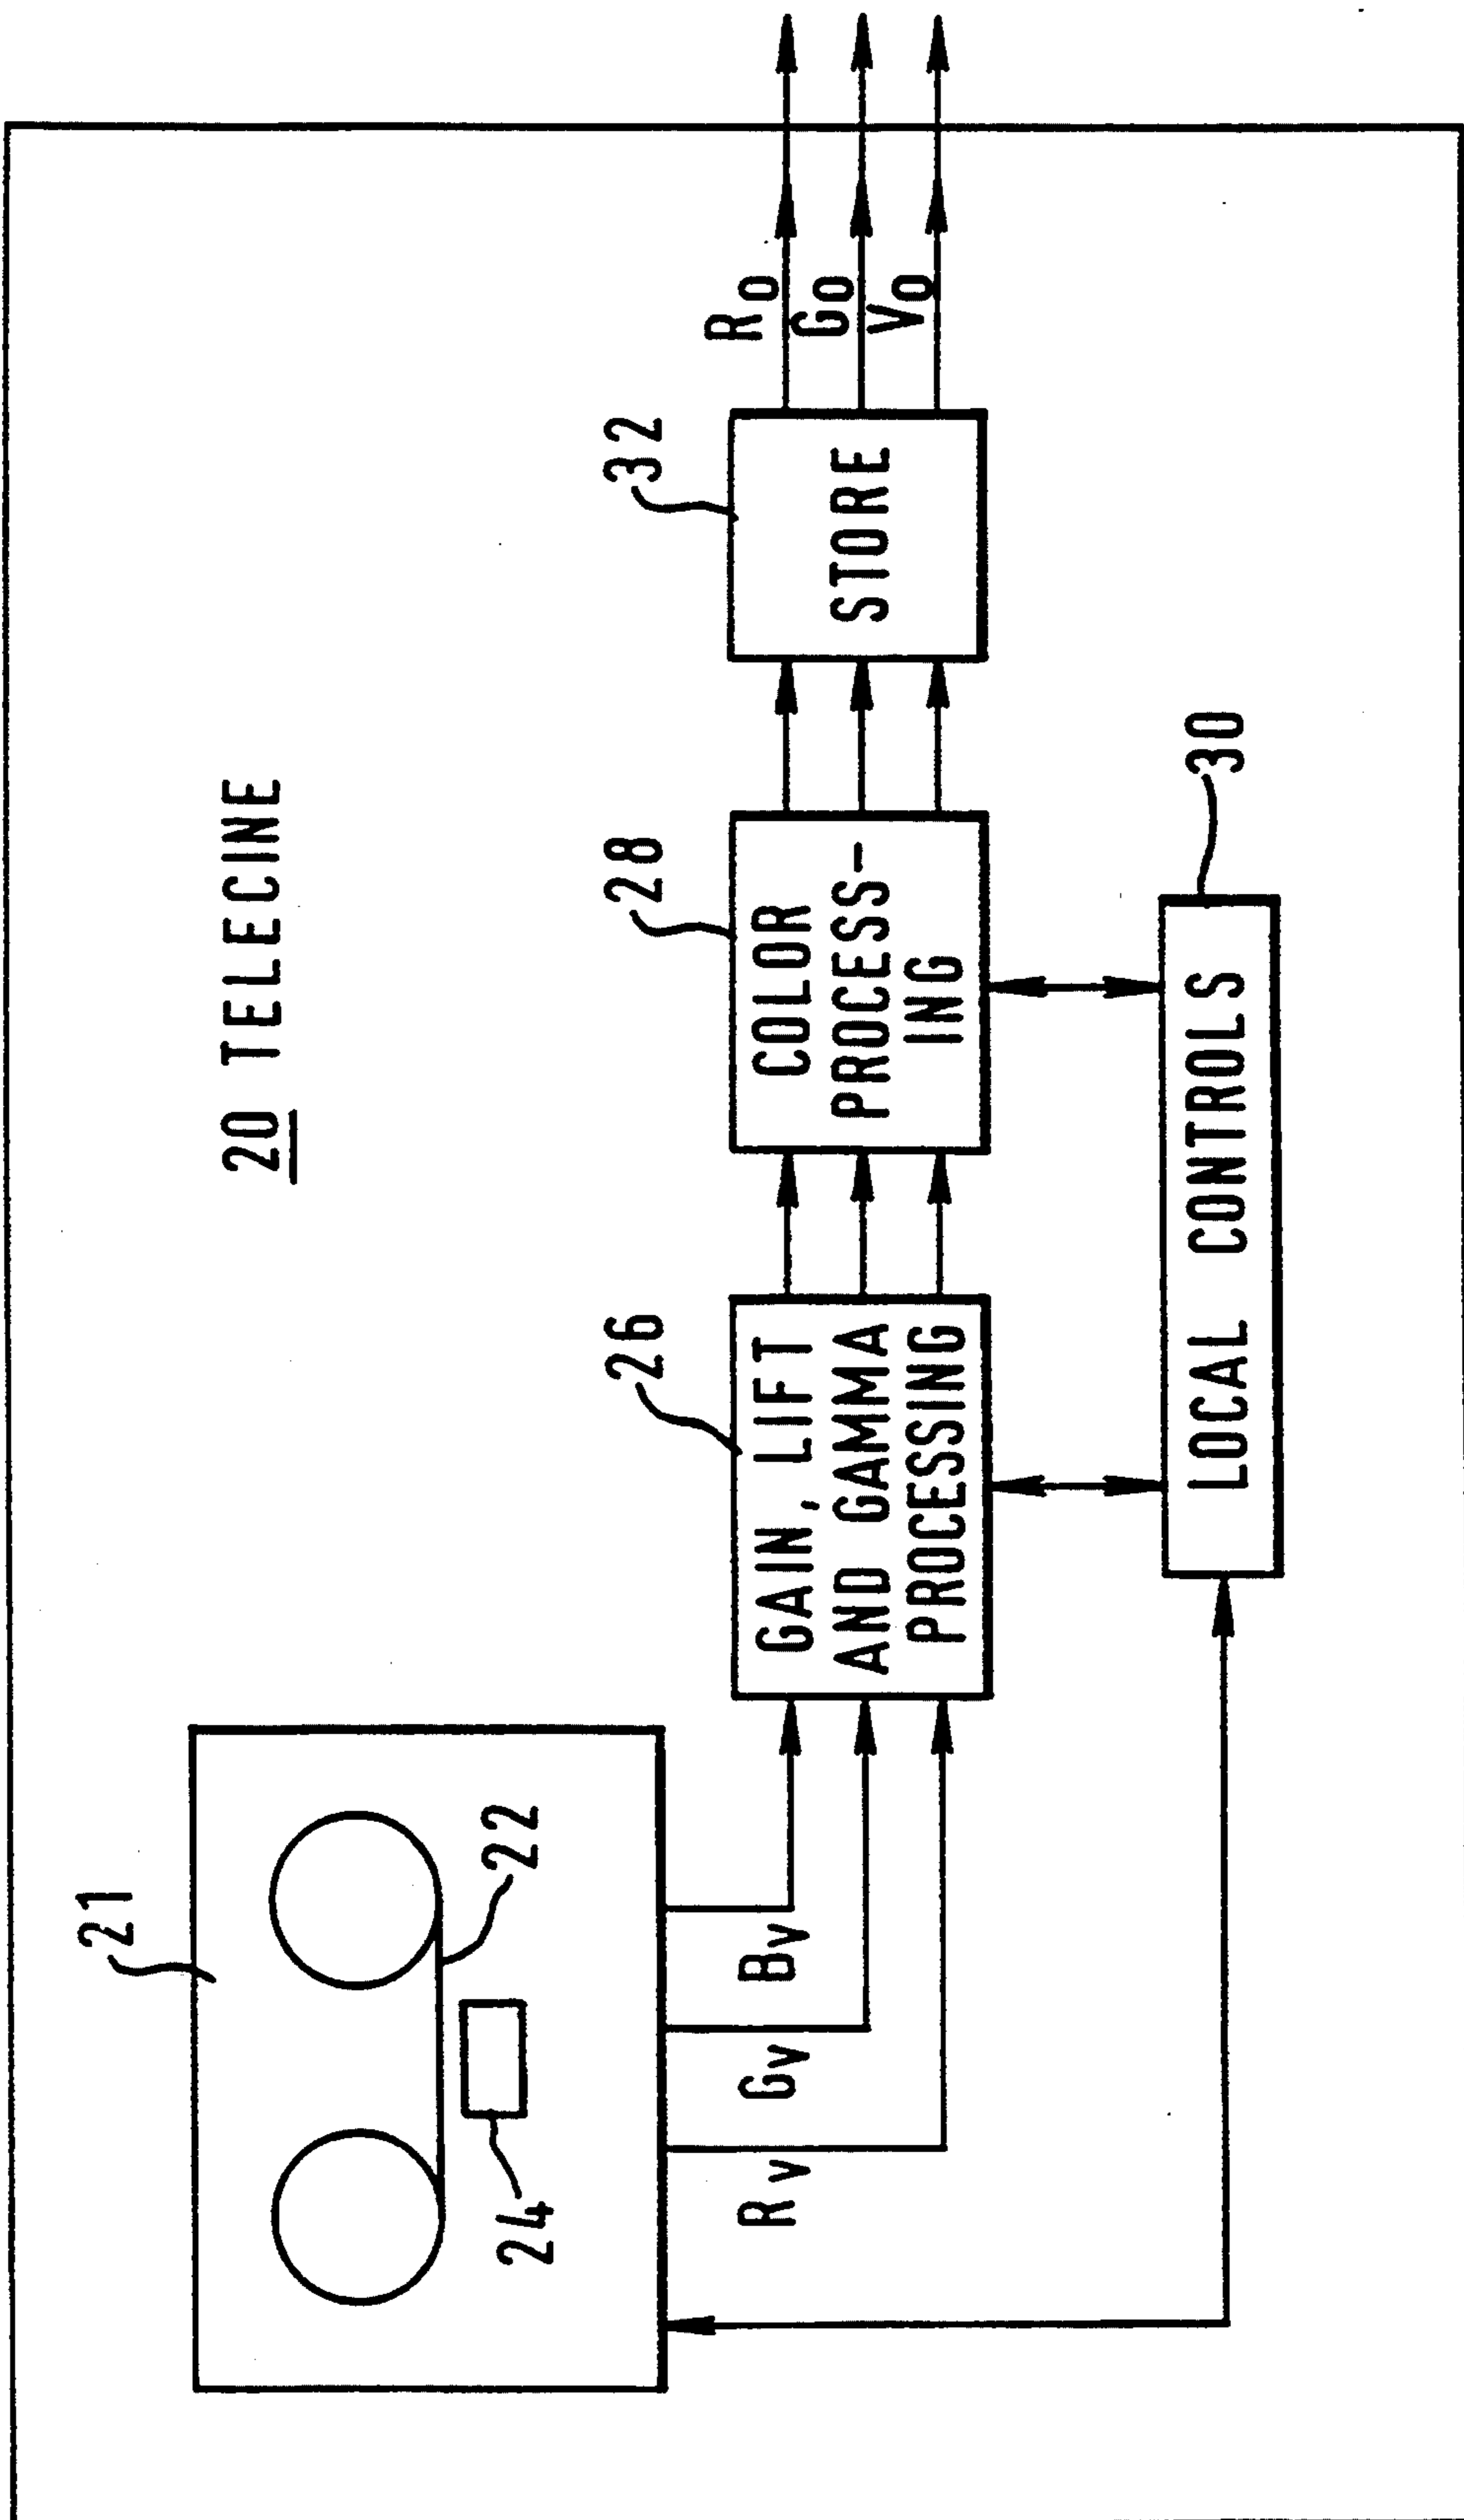 20 TELECINE
21
22
24
Rv Gv Bv
26
GAIN, LIFT
AND GAMMA
PROCESSING
28
COLOR
PROCESS-
ING
32
STORE
Ro
Go
Vo
LOCAL CONTROLS
30